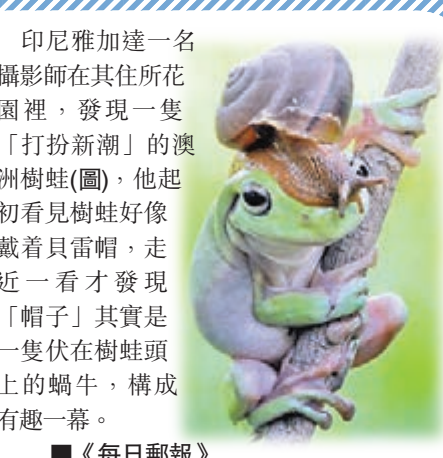 印尼雅加達一名
攝影師在其住所花
園裡，發現一隻
「打扮新潮」的澳
洲樹蛙(圖)，他起
初看見樹蛙好像
戴着貝雷帽，走
近一看才發現
「帽子」其實是
一隻伏在樹蛙頭
上的蝸牛，構成
有趣一幕。
■《每日郵報》